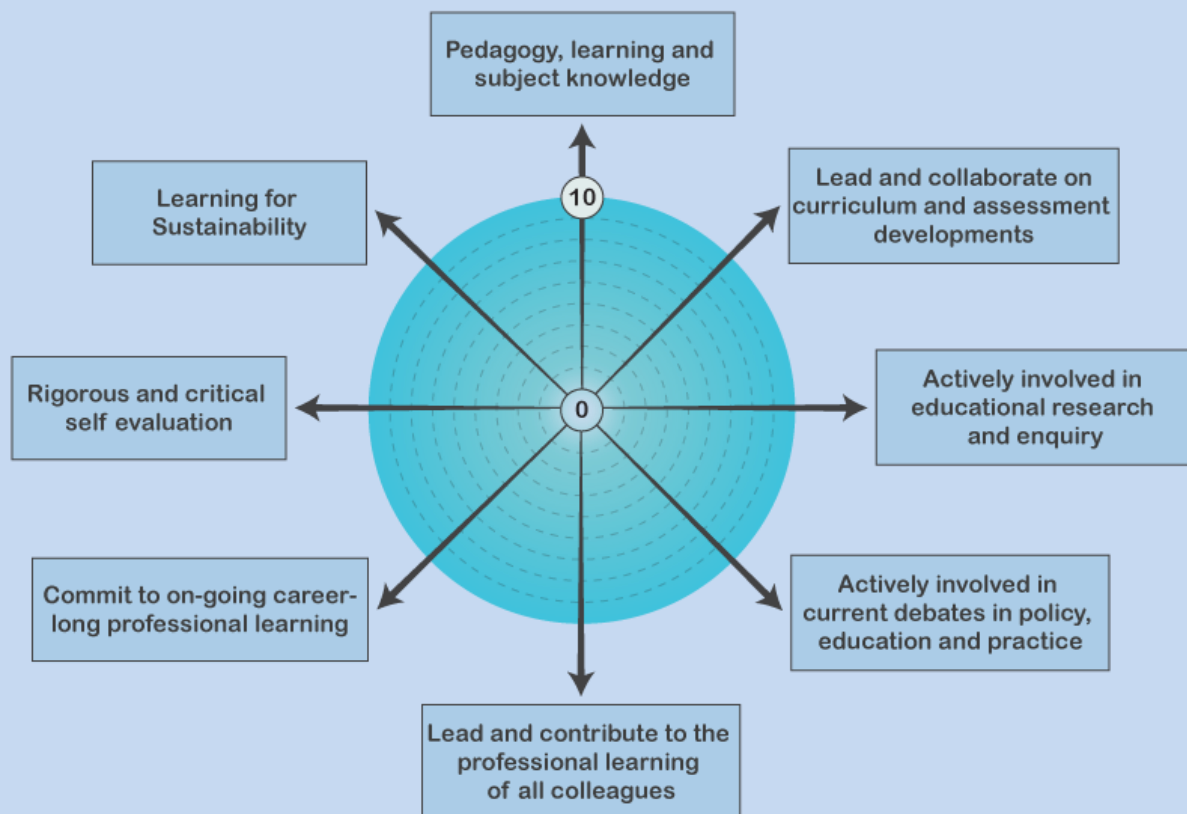 Pedagogy, learning and
subject knowledge
10
Lead and collaborate on
curriculum and assessment
developments
Learning for
Sustainability
Actively involved in
educational research
and enquiry
Rigorous and critical
self evaluation
0
Actively involved in
current debates in policy,
education and practice
Commit to on-going career-
long professional learning
Lead and contribute to the
professional learning
of all colleagues